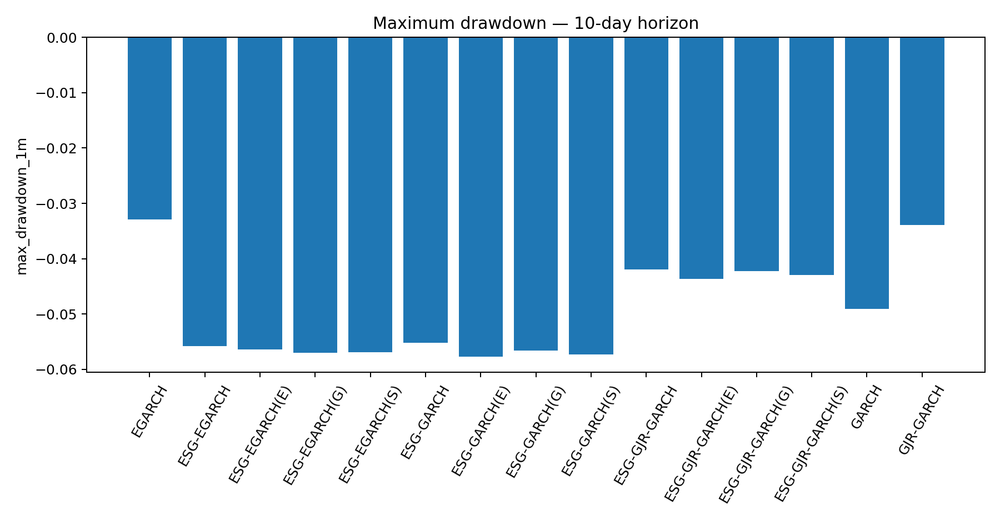 Maximum drawdown — 10-day horizon
max_drawdown_1m
0.00
−0.01
−0.02
−0.03
−0.04
−0.05
−0.06
EGARCH
ESG-EGARCH
ESG-EGARCH(E)
ESG-EGARCH(G)
ESG-EGARCH(S)
ESG-GARCH
ESG-GARCH(E)
ESG-GARCH(G)
ESG-GARCH(S)
ESG-GJR-GARCH
ESG-GJR-GARCH(E)
ESG-GJR-GARCH(G)
ESG-GJR-GARCH(S)
GARCH
GJR-GARCH